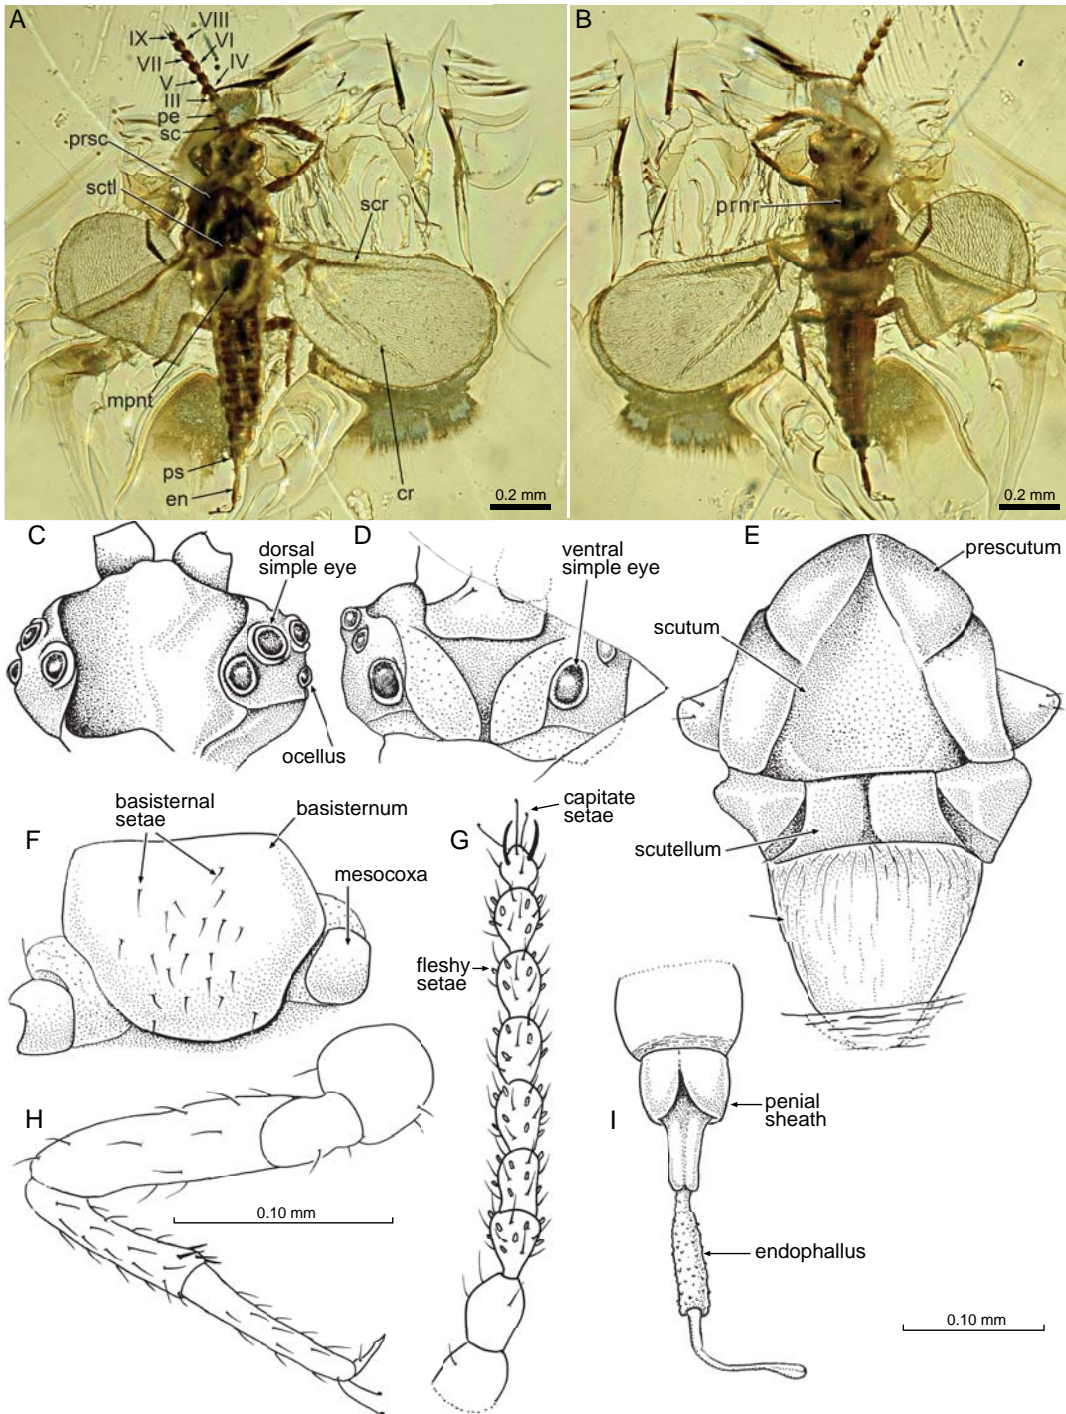 A
VIII
IX
VI
VII
IV
V
III
pe
sc
prsc
sctl
scr
mpnt
ps
en
cr
0.2 mm
B
prnr
0.2 mm
C
dorsal
simple eye
ocellus
D
ventral
simple eye
E
prescutum
scutum
scutellum
F
basisternal
setae
basisternum
mesocoxa
G
capitate
setae
fleshy
setae
H
0.10 mm
I
penial
sheath
endophallus
0.10 mm